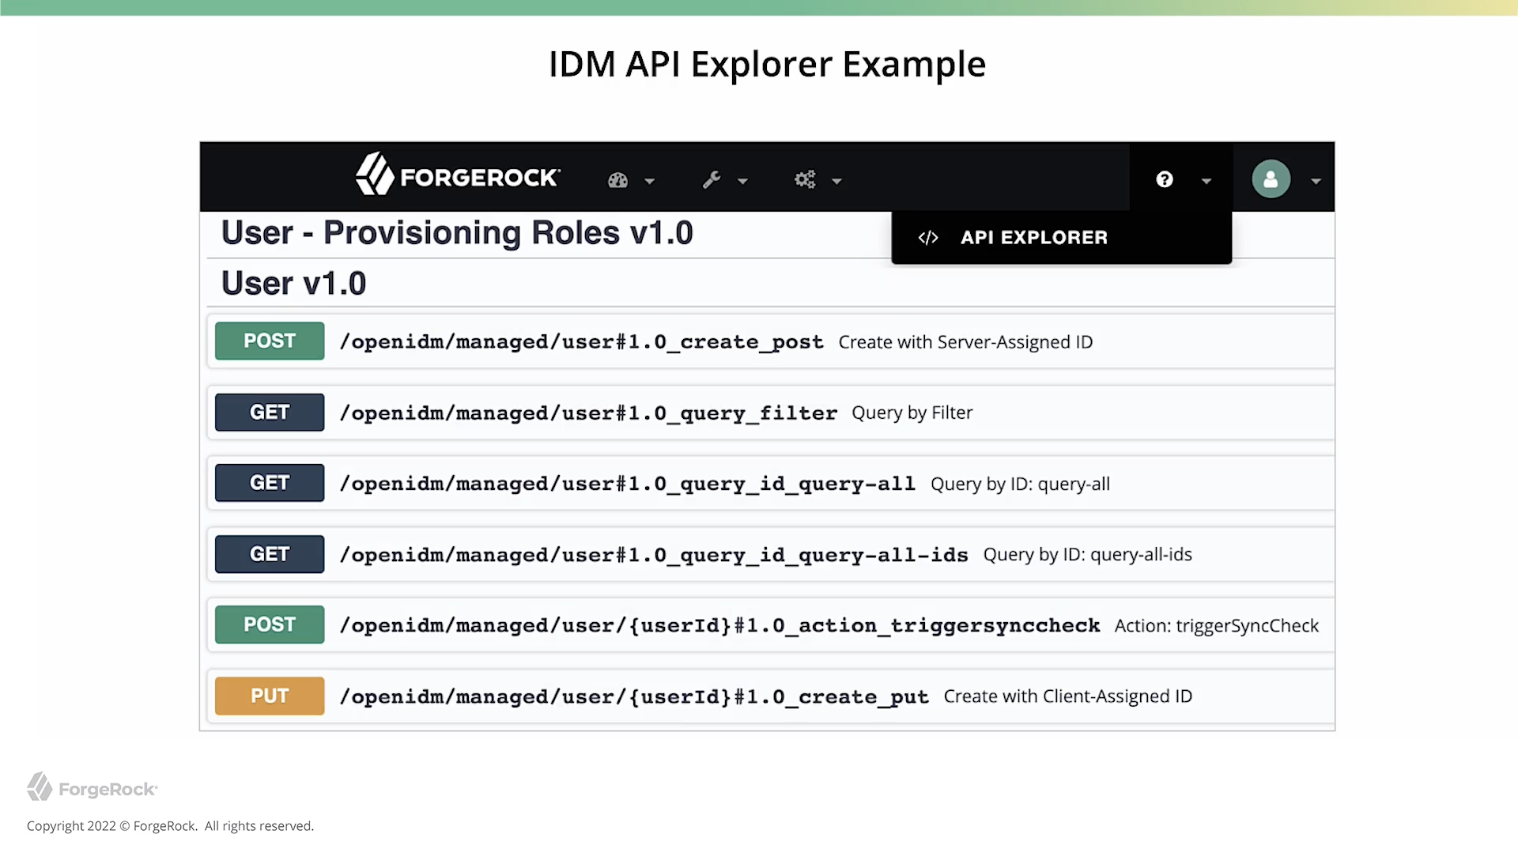 IDM API Explorer Example
FORGEROCK
API EXPLORER
User - Provisioning Roles v1.0
User v1.0
POST /openidm/managed/user#1.0_create_post Create with Server-Assigned ID
GET /openidm/managed/user#1.0_query_filter Query by Filter
GET /openidm/managed/user#1.0_query_id_query-all Query by ID: query-all
GET /openidm/managed/user#1.0_query_id_query-all-ids Query by ID: query-all-ids
POST /openidm/managed/user/{userId}#1.0_action_triggersynccheck Action: triggerSyncCheck
PUT /openidm/managed/user/{userId}#1.0_create_put Create with Client-Assigned ID
ForgeRock
Copyright 2022 © ForgeRock. All rights reserved.